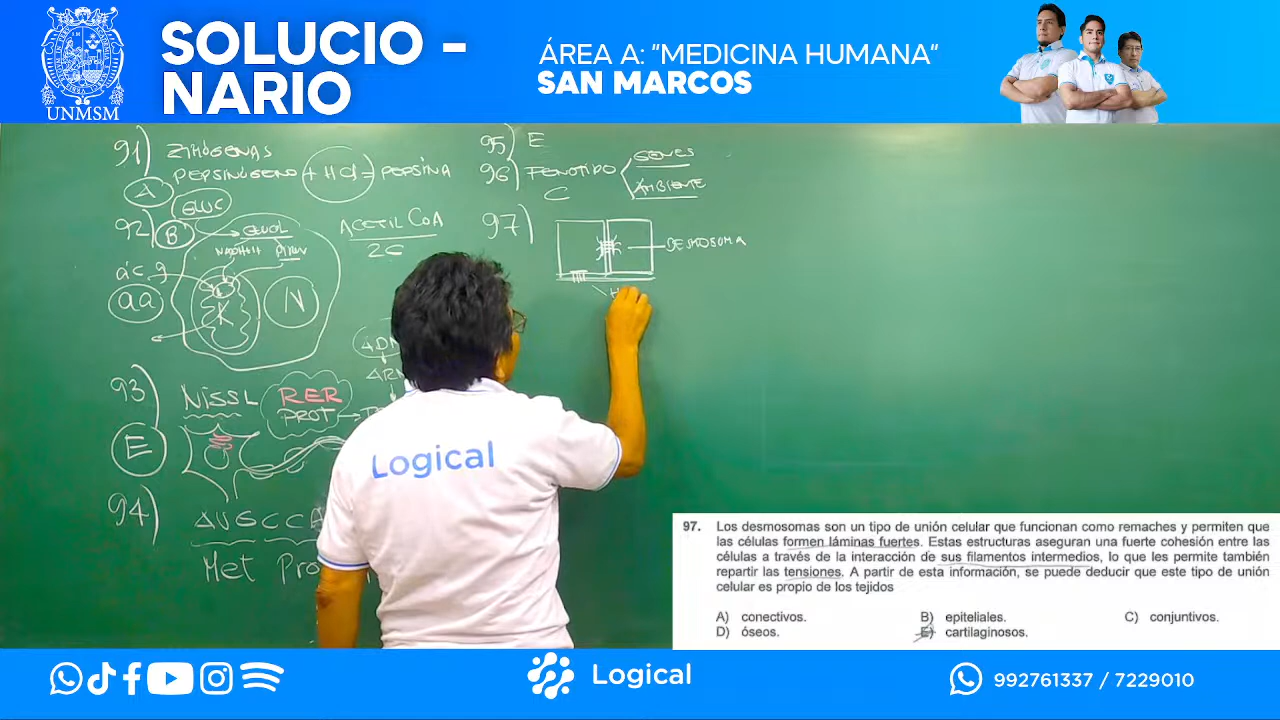 SOLUCIO -
NARIO
UNMSM
ÁREA A: "MEDICINA HUMANA"
SAN MARCOS
91) ZIMÓGENAS
PEPSINÓGENO + HCl = PEPSINA
A
GLUC
92) B
ACETIL CoA
2C
ác. g
aa
K
N
93) NISSL
RER
PROT
E
94) AUGCCA
Met Pro
95) E
96) FENOTIPO
GENES
AMBIENTE
C
97)
DESMOSOMA
H
Logical
97. Los desmosomas son un tipo de unión celular que funcionan como remaches y permiten que
las células formen láminas fuertes. Estas estructuras aseguran una fuerte cohesión entre las
células a través de la interacción de sus filamentos intermedios, lo que les permite también
repartir las tensiones. A partir de esta información, se puede deducir que este tipo de unión
celular es propio de los tejidos
A) conectivos. B) epiteliales. C) conjuntivos.
D) óseos. E) cartilaginosos.
Logical
992761337 / 7229010